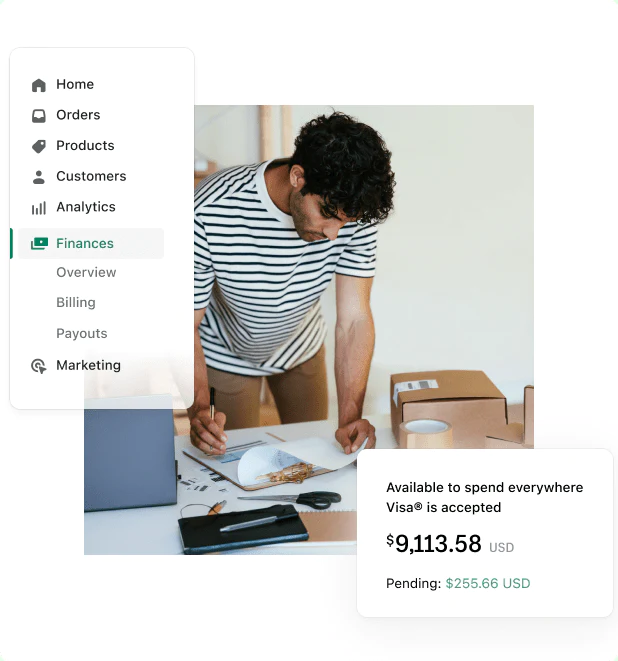 Home
Orders
Products
Customers
Analytics
Finances
Overview
Billing
Payouts
Marketing
Available to spend everywhere
Visa® is accepted
$9,113.58 USD
Pending: $255.66 USD